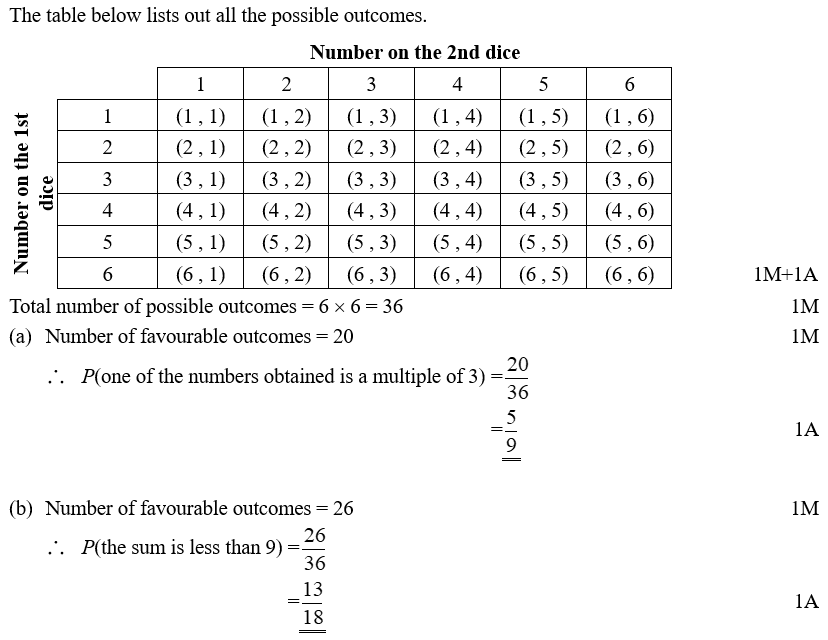 The table below lists out all the possible outcomes.
Number on the 2nd dice
Number on the 1st
dice
1 2 3 4 5 6
1 (1 , 1) (1 , 2) (1 , 3) (1 , 4) (1 , 5) (1 , 6)
2 (2 , 1) (2 , 2) (2 , 3) (2 , 4) (2 , 5) (2 , 6)
3 (3 , 1) (3 , 2) (3 , 3) (3 , 4) (3 , 5) (3 , 6)
4 (4 , 1) (4 , 2) (4 , 3) (4 , 4) (4 , 5) (4 , 6)
5 (5 , 1) (5 , 2) (5 , 3) (5 , 4) (5 , 5) (5 , 6)
6 (6 , 1) (6 , 2) (6 , 3) (6 , 4) (6 , 5) (6 , 6) 1M+1A
Total number of possible outcomes = 6 × 6 = 36 1M
(a) Number of favourable outcomes = 20 1M
∴ P(one of the numbers obtained is a multiple of 3) = 20/36
= 5/9 1A
(b) Number of favourable outcomes = 26 1M
∴ P(the sum is less than 9) = 26/36
= 13/18 1A